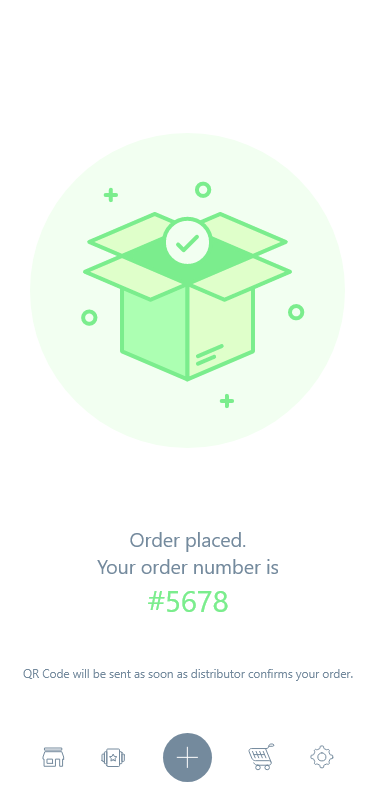 Order placed.
Your order number is
#5678
QR Code will be sent as soon as distributor confirms your order.